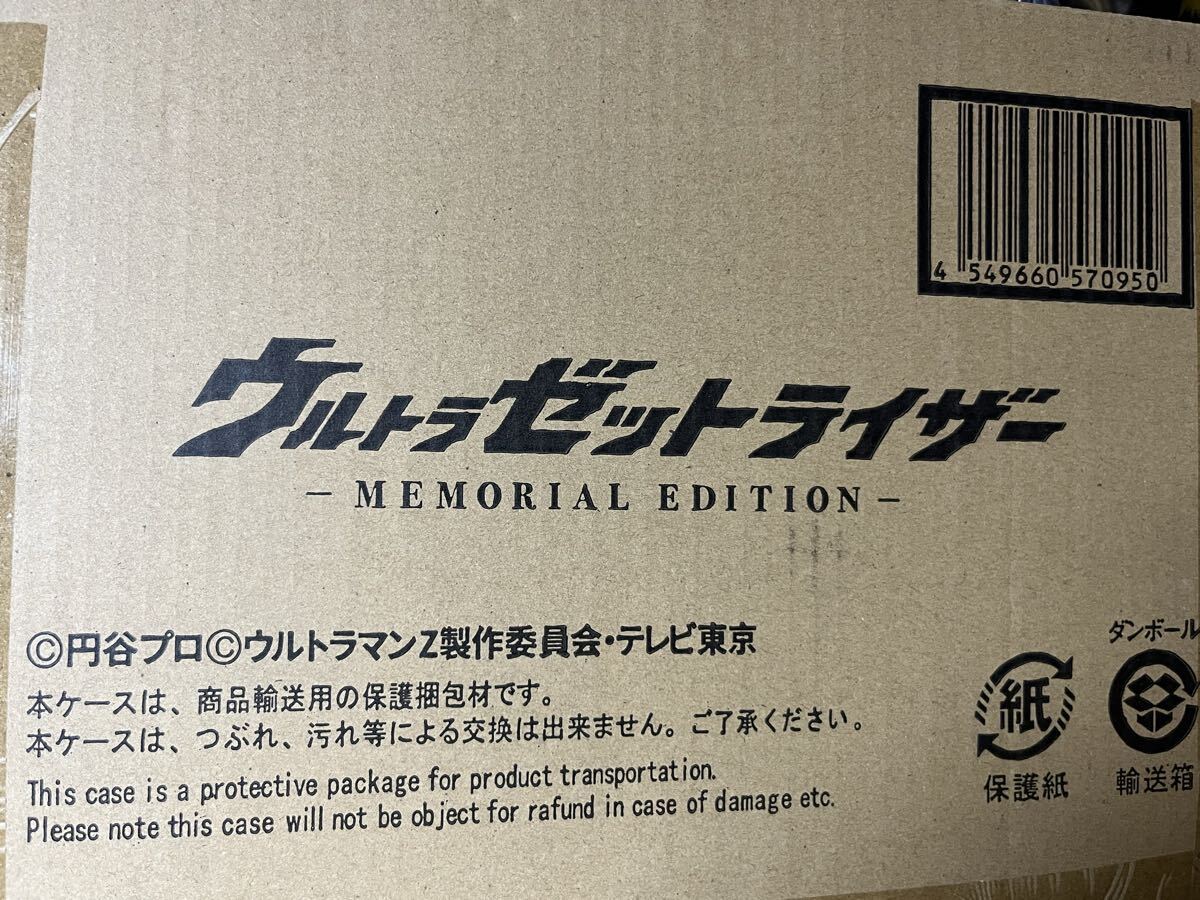 4 549660 570950
ウルトラゼットライザー
- MEMORIAL EDITION -
©円谷プロ©ウルトラマンZ製作委員会・テレビ東京
本ケースは、商品輸送用の保護梱包材です。
本ケースは、つぶれ、汚れ等による交換は出来ません。ご了承ください。
This case is a protective package for product transportation.
Please note this case will not be object for rafund in case of damage etc.
紙
保護紙
ダンボール
輸送箱